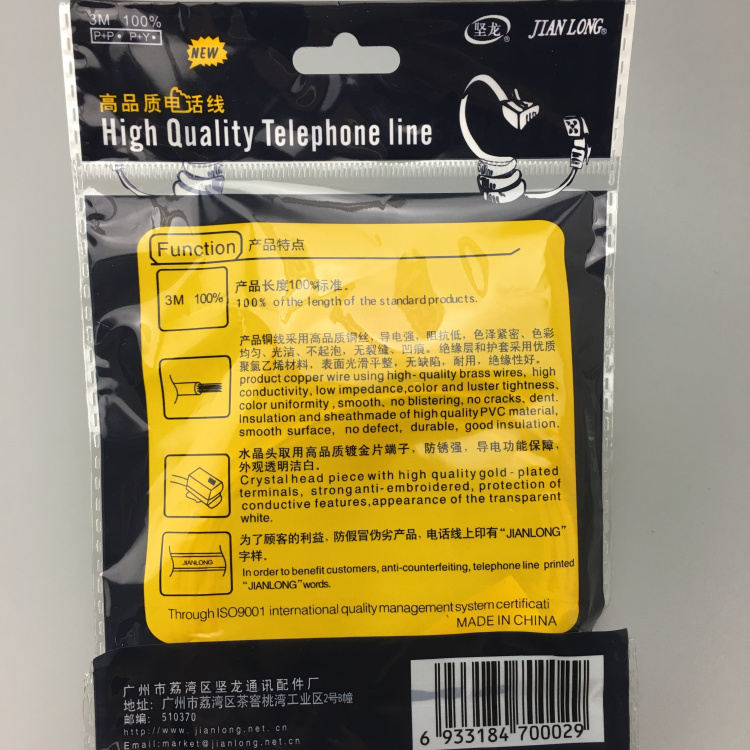 3M 100%
P+P• P+Y•
NEW
坚龙® JIAN LONG®
高品质电话线
High Quality Telephone line
Function 产品特点
3M 100%
产品长度100%标准.
100% of the length of the standard products.
产品铜线采用高品质铜丝，导电强，阻抗低，色泽紧密、色彩
均匀、光洁、不起泡，无裂缝、凹痕。绝缘层和护套采用优质
聚氯乙烯材料，表面光滑平整，无缺陷，耐用，绝缘性好。
product copper wire using high-quality brass wires, high
conductivity, low impedance,color and luster tightness,
color uniformity, smooth, no blistering, no cracks, dent.
Insulation and sheathmade of high quality PVC material,
smooth surface, no defect, durable, good insulation.
水晶头取用高品质镀金片端子，防锈强，导电功能保障，
外观透明洁白。
Crystal head piece with high quality gold-plated
terminals, strong anti-embroidered, protection of
conductive features,appearance of the transparent
white.
JIANLONG
为了顾客的利益，防假冒伪劣产品，电话线上印有“JIANLONG”
字样。
In order to benefit customers, anti-counterfeiting, telephone line printed
“JIANLONG”words.
Through ISO9001 international quality management system certificati
MADE IN CHINA
广州市荔湾区坚龙通讯配件厂
地址: 广州市荔湾区茶窖桃湾工业区2号B幢
邮编: 510370
http://www.jianlong.net.cn
Email:market@jianlong.net.cn
6 933184 700029